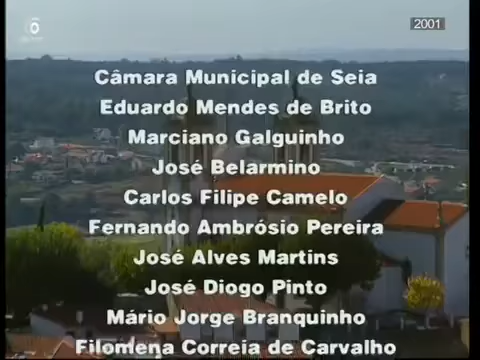 2001
Câmara Municipal de Seia
Eduardo Mendes de Brito
Marciano Galguinho
José Belarmino
Carlos Filipe Camelo
Fernando Ambrósio Pereira
José Alves Martins
José Diogo Pinto
Mário Jorge Branquinho
Filomena Correia de Carvalho